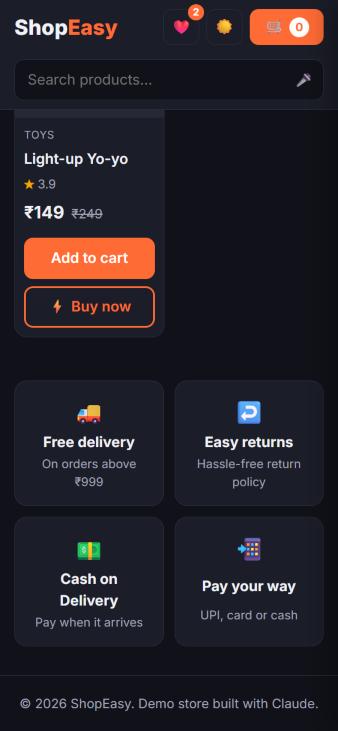 ShopEasy
2
0
Search products...
TOYS
Light-up Yo-yo
3.9
₹149 ₹249
Add to cart
Buy now
Free delivery
On orders above
₹999
Easy returns
Hassle-free return
policy
Cash on
Delivery
Pay when it arrives
Pay your way
UPI, card or cash
© 2026 ShopEasy. Demo store built with Claude.